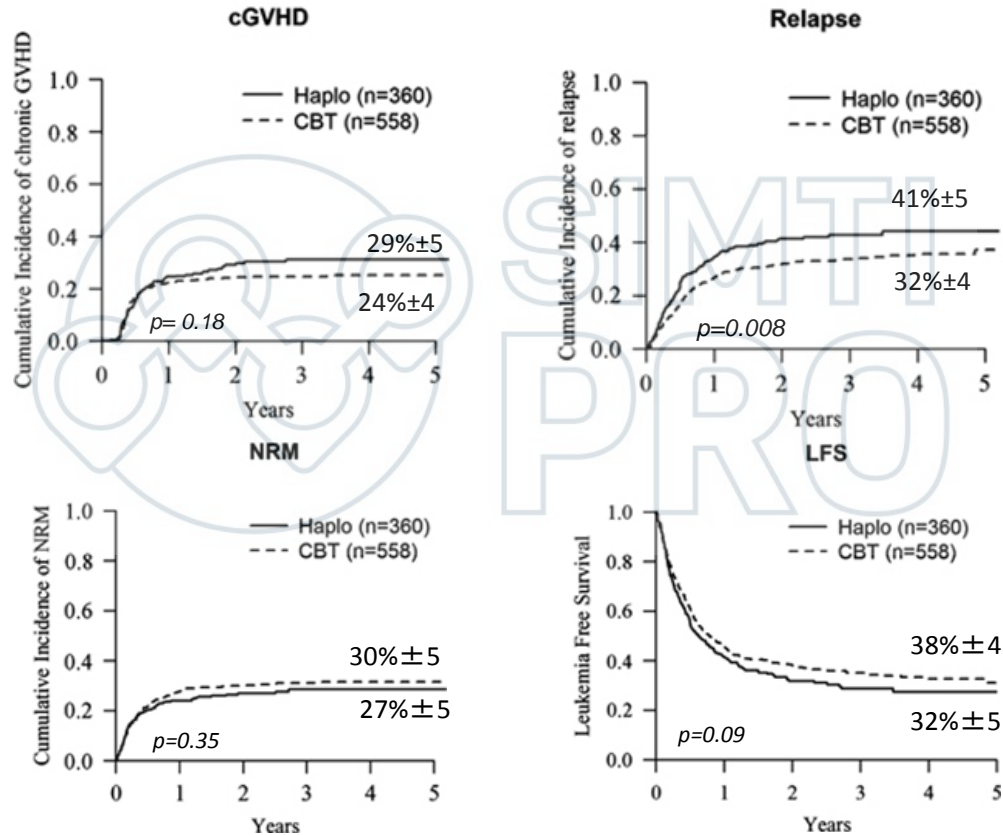 cGVHD
Cumulative Incidence of chronic GVHD
1.0
0.8
0.6
0.4
0.2
0.0
Haplo (n=360)
CBT (n=558)
29%±5
24%±4
p= 0.18
0 1 2 3 4 5
Years
Relapse
Cumulative Incidence of relapse
1.0
0.8
0.6
0.4
0.2
0.0
Haplo (n=360)
CBT (n=558)
41%±5
32%±4
p=0.008
0 1 2 3 4 5
Years
NRM
Cumulative Incidence of NRM
1.0
0.8
0.6
0.4
0.2
0.0
Haplo (n=360)
CBT (n=558)
30%±5
27%±5
p=0.35
0 1 2 3 4 5
Years
LFS
Leukemia Free Survival
1.0
0.8
0.6
0.4
0.2
0.0
Haplo (n=360)
CBT (n=558)
38%±4
32%±5
p=0.09
0 1 2 3 4 5
Years
SIMTI
PRO